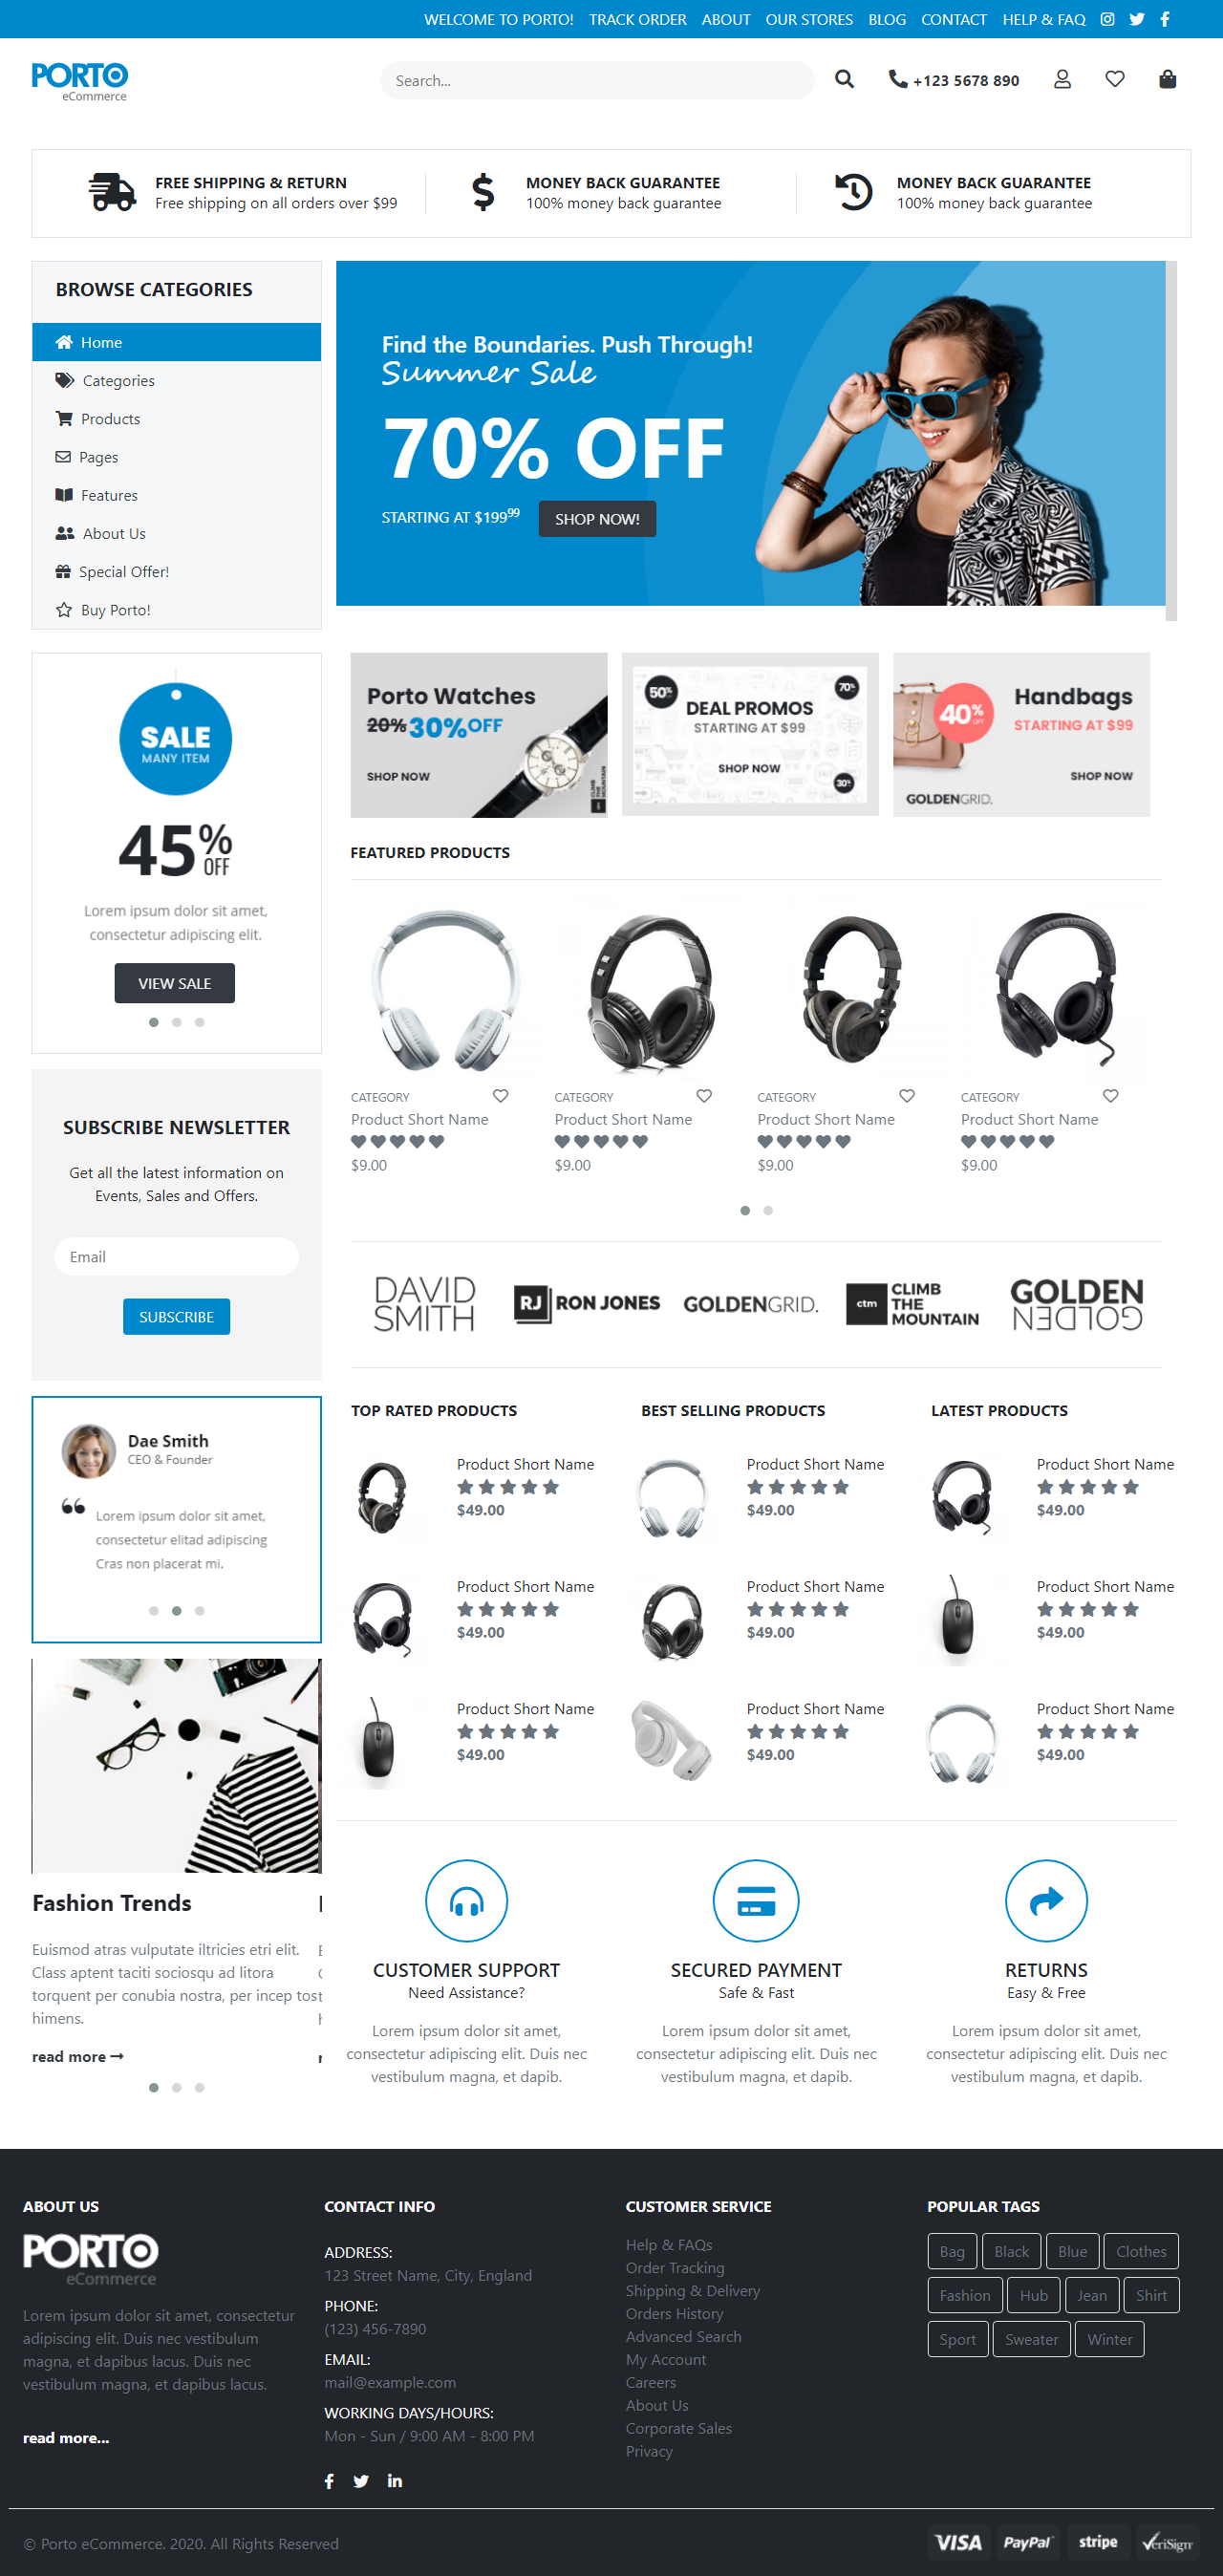 WELCOME TO PORTO! TRACK ORDER ABOUT OUR STORES BLOG CONTACT HELP & FAQ
PORTO
eCommerce
Search...
+123 5678 890
FREE SHIPPING & RETURN
Free shipping on all orders over $99
MONEY BACK GUARANTEE
100% money back guarantee
MONEY BACK GUARANTEE
100% money back guarantee
BROWSE CATEGORIES
Home
Categories
Products
Pages
Features
About Us
Special Offer!
Buy Porto!
Find the Boundaries. Push Through!
Summer Sale
70% OFF
STARTING AT $199⁹⁹
SHOP NOW!
SALE
MANY ITEM
45%
OFF
Lorem ipsum dolor sit amet,
consectetur adipiscing elit.
VIEW SALE
Porto Watches
20% 30%OFF
SHOP NOW
CLIMB
THE
MOUNTAIN
50%
70%
DEAL PROMOS
STARTING AT $99
SHOP NOW
30%
40%
OFF
Handbags
STARTING AT $99
SHOP NOW
GOLDENGRID.
FEATURED PRODUCTS
CATEGORY
Product Short Name
$9.00
CATEGORY
Product Short Name
$9.00
CATEGORY
Product Short Name
$9.00
CATEGORY
Product Short Name
$9.00
SUBSCRIBE NEWSLETTER
Get all the latest information on
Events, Sales and Offers.
Email
SUBSCRIBE
DAVID
SMITH
RJ RON JONES
GOLDENGRID.
ctm
CLIMB
THE
MOUNTAIN
GOLDEN
GOLDEN
Dae Smith
CEO & Founder
Lorem ipsum dolor sit amet,
consectetur elitad adipiscing
Cras non placerat mi.
TOP RATED PRODUCTS
Product Short Name
$49.00
Product Short Name
$49.00
Product Short Name
$49.00
BEST SELLING PRODUCTS
Product Short Name
$49.00
Product Short Name
$49.00
Product Short Name
$49.00
LATEST PRODUCTS
Product Short Name
$49.00
Product Short Name
$49.00
Product Short Name
$49.00
Fashion Trends
Euismod atras vulputate iltricies etri elit.
Class aptent taciti sociosqu ad litora
torquent per conubia nostra, per incep tos
himens.
read more
CUSTOMER SUPPORT
Need Assistance?
Lorem ipsum dolor sit amet,
consectetur adipiscing elit. Duis nec
vestibulum magna, et dapib.
SECURED PAYMENT
Safe & Fast
Lorem ipsum dolor sit amet,
consectetur adipiscing elit. Duis nec
vestibulum magna, et dapib.
RETURNS
Easy & Free
Lorem ipsum dolor sit amet,
consectetur adipiscing elit. Duis nec
vestibulum magna, et dapib.
ABOUT US
PORTO
eCommerce
Lorem ipsum dolor sit amet, consectetur
adipiscing elit. Duis nec vestibulum
magna, et dapibus lacus. Duis nec
vestibulum magna, et dapibus lacus.
read more...
CONTACT INFO
ADDRESS:
123 Street Name, City, England
PHONE:
(123) 456-7890
EMAIL:
mail@example.com
WORKING DAYS/HOURS:
Mon - Sun / 9:00 AM - 8:00 PM
CUSTOMER SERVICE
Help & FAQs
Order Tracking
Shipping & Delivery
Orders History
Advanced Search
My Account
Careers
About Us
Corporate Sales
Privacy
POPULAR TAGS
Bag Black Blue Clothes
Fashion Hub Jean Shirt
Sport Sweater Winter
© Porto eCommerce. 2020. All Rights Reserved
VISA PayPal stripe VeriSign